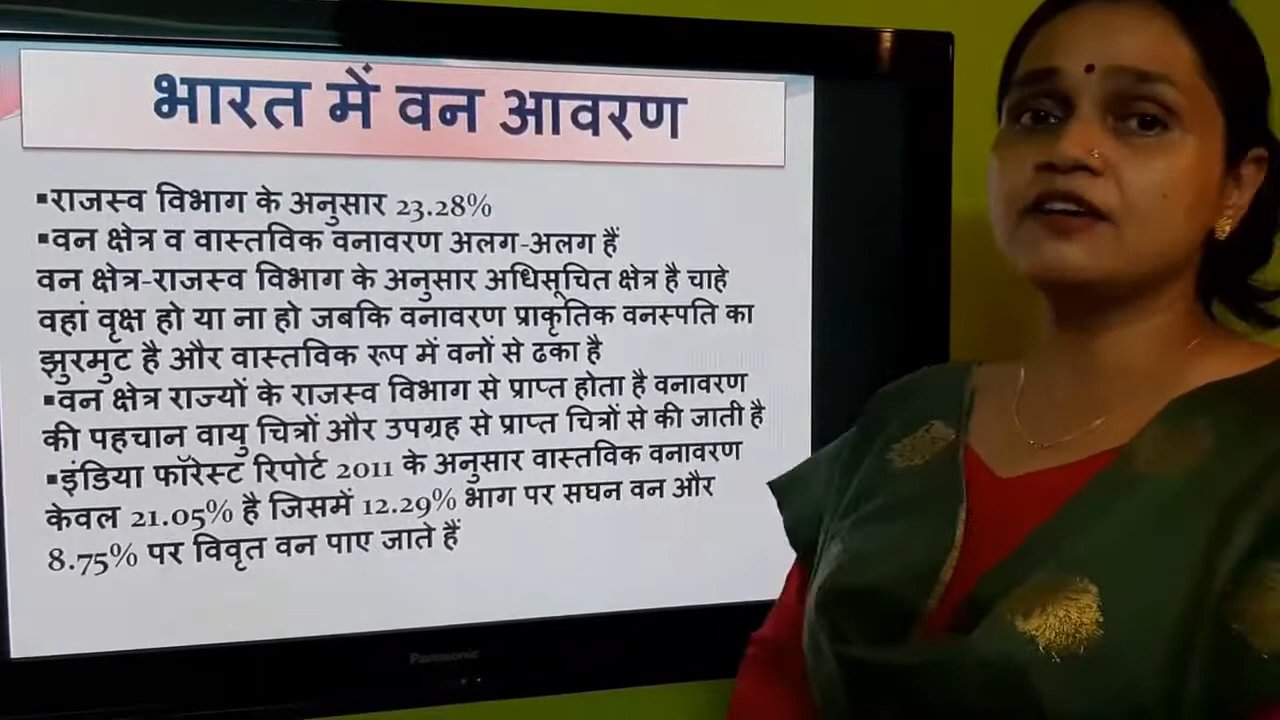 भारत में वन आवरण
▪राजस्व विभाग के अनुसार 23.28%
▪वन क्षेत्र व वास्तविक वनावरण अलग-अलग हैं
वन क्षेत्र-राजस्व विभाग के अनुसार अधिसूचित क्षेत्र है चाहे
वहां वृक्ष हो या ना हो जबकि वनावरण प्राकृतिक वनस्पति का
झुरमुट है और वास्तविक रूप में वनों से ढका है
▪वन क्षेत्र राज्यों के राजस्व विभाग से प्राप्त होता है वनावरण
की पहचान वायु चित्रों और उपग्रह से प्राप्त चित्रों से की जाती है
▪इंडिया फॉरेस्ट रिपोर्ट 2011 के अनुसार वास्तविक वनावरण
केवल 21.05% है जिसमें 12.29% भाग पर सघन वन और
8.75% पर विवृत वन पाए जाते हैं
Panasonic